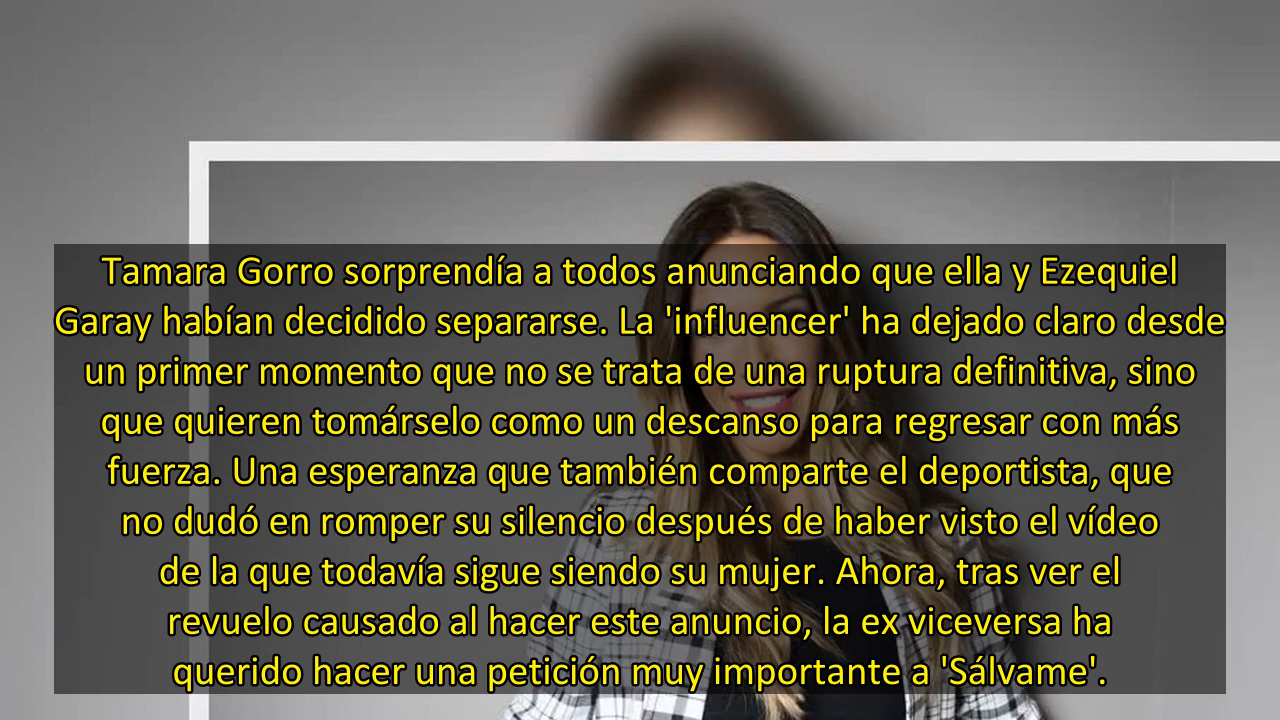 Tamara Gorro sorprendía a todos anunciando que ella y Ezequiel
Garay habían decidido separarse. La 'influencer' ha dejado claro desde
un primer momento que no se trata de una ruptura definitiva, sino
que quieren tomárselo como un descanso para regresar con más
fuerza. Una esperanza que también comparte el deportista, que
no dudó en romper su silencio después de haber visto el vídeo
de la que todavía sigue siendo su mujer. Ahora, tras ver el
revuelo causado al hacer este anuncio, la ex viceversa ha
querido hacer una petición muy importante a 'Sálvame'.